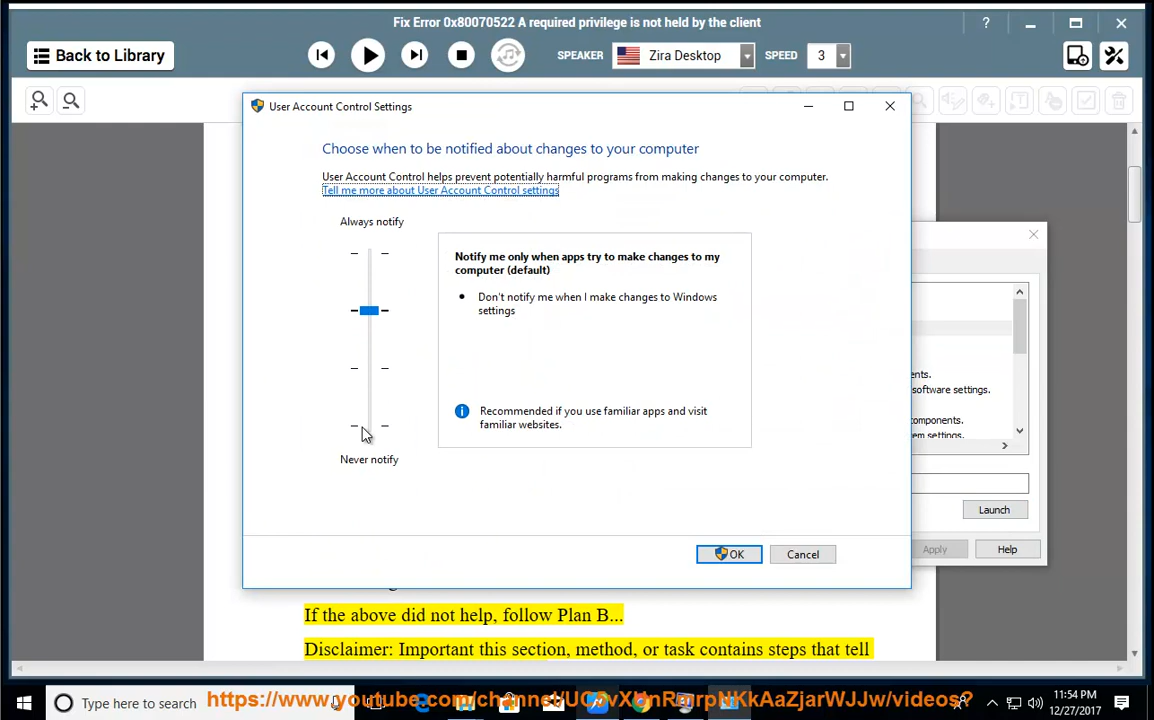 Fix Error 0x80070522 A required privilege is not held by the client
?
Back to Library
SPEAKER
Zira Desktop
SPEED
3
User Account Control Settings
Choose when to be notified about changes to your computer
User Account Control helps prevent potentially harmful programs from making changes to your computer.
Tell me more about User Account Control settings
Always notify
Notify me only when apps try to make changes to my
computer (default)
• Don't notify me when I make changes to Windows
settings
Recommended if you use familiar apps and visit
familiar websites.
Never notify
OK
Cancel
ents.
software settings.
components.
em settings.
Launch
Apply
Help
If the above did not help, follow Plan B...
Disclaimer: Important this section, method, or task contains steps that tell
Type here to search
11:54 PM
12/27/2017